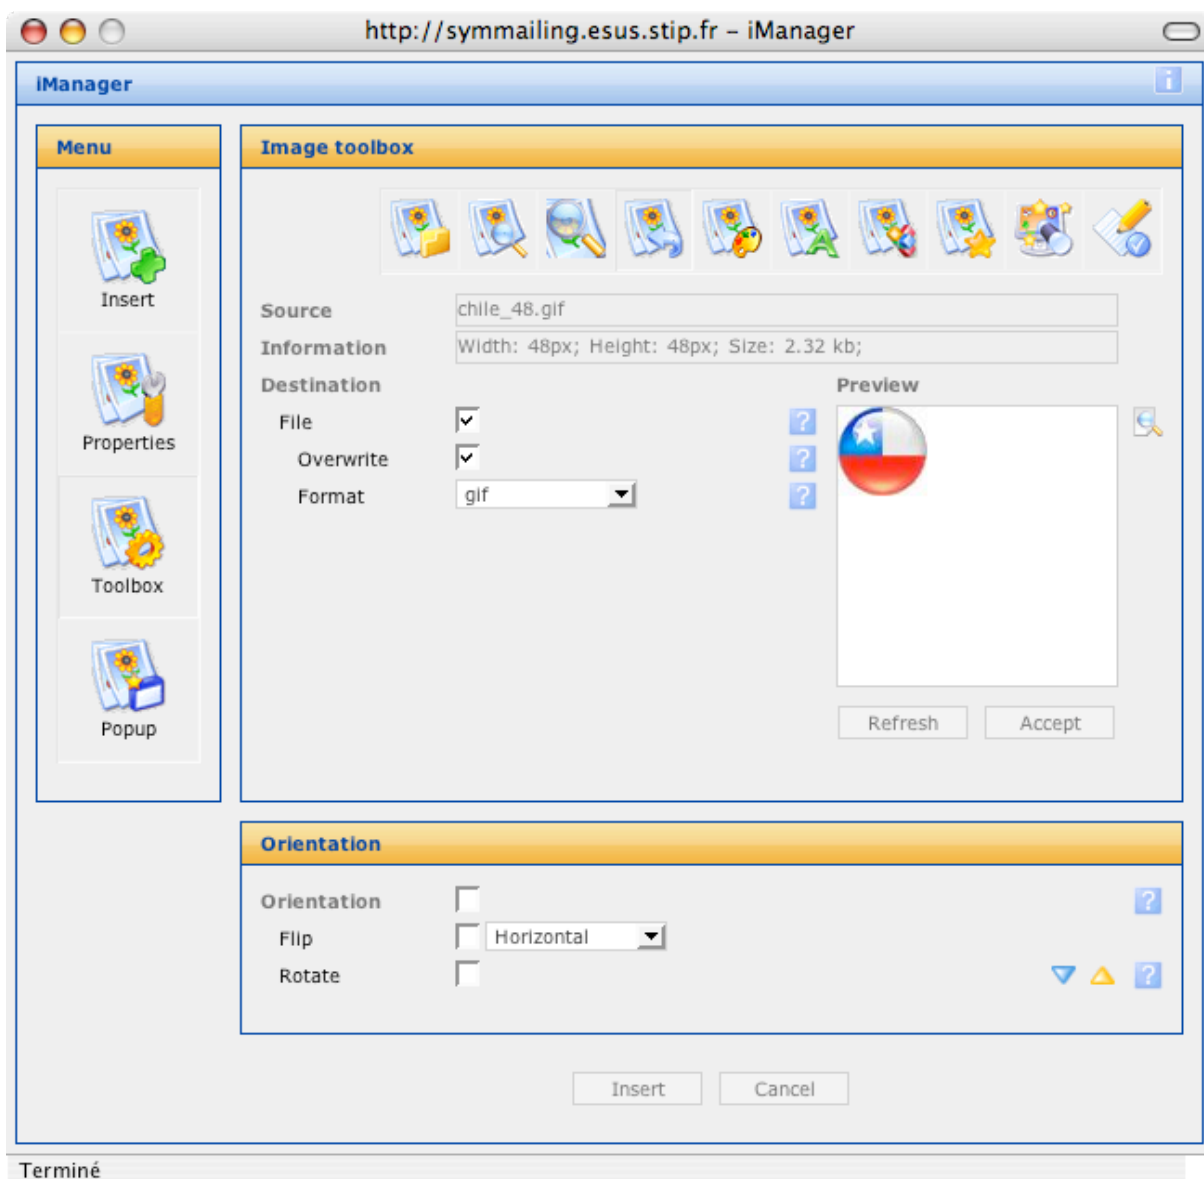 http://symmailing.esus.stip.fr – iManager
iManager
i
Menu
Insert
Properties
Toolbox
Popup
Image toolbox
Source chile_48.gif
Information Width: 48px; Height: 48px; Size: 2.32 kb;
Destination Preview
File ?
Overwrite ?
Format gif ?
Refresh Accept
Orientation
Orientation ?
Flip Horizontal
Rotate ?
Insert Cancel
Terminé